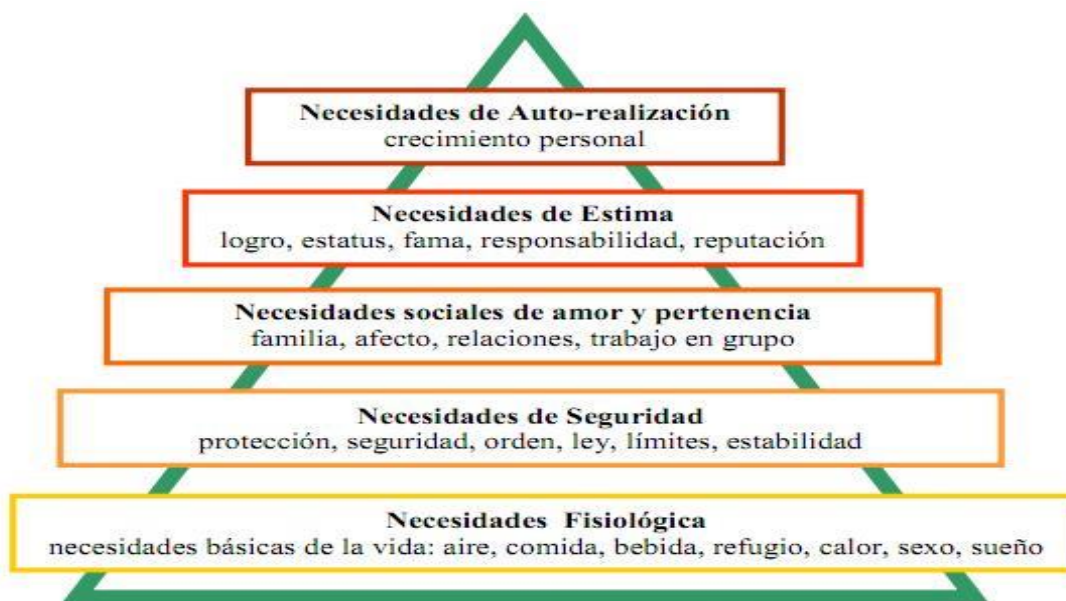 Necesidades de Auto-realización
crecimiento personal
Necesidades de Estima
logro, estatus, fama, responsabilidad, reputación
Necesidades sociales de amor y pertenencia
familia, afecto, relaciones, trabajo en grupo
Necesidades de Seguridad
protección, seguridad, orden, ley, límites, estabilidad
Necesidades Fisiológica
necesidades básicas de la vida: aire, comida, bebida, refugio, calor, sexo, sueño